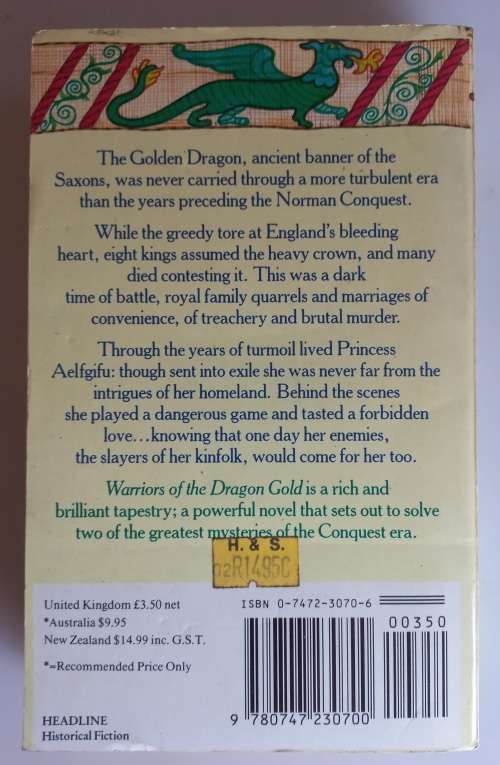 The Golden Dragon, ancient banner of the
Saxons, was never carried through a more turbulent era
than the years preceding the Norman Conquest.
While the greedy tore at England's bleeding
heart, eight kings assumed the heavy crown, and many
died contesting it. This was a dark
time of battle, royal family quarrels and marriages of
convenience, of treachery and brutal murder.
Through the years of turmoil lived Princess
Aelfgifu: though sent into exile she was never far from the
intrigues of her homeland. Behind the scenes
she played a dangerous game and tasted a forbidden
love...knowing that one day her enemies,
the slayers of her kinfolk, would come for her too.
Warriors of the Dragon Gold is a rich and
brilliant tapestry; a powerful novel that sets out to solve
two of the greatest mysteries of the Conquest era.
H. & S.
02R1495C
United Kingdom £3.50 net
*Australia $9.95
New Zealand $14.99 inc. G.S.T.
*=Recommended Price Only
HEADLINE
Historical Fiction
ISBN 0-7472-3070-6
00350
9 780747 230700